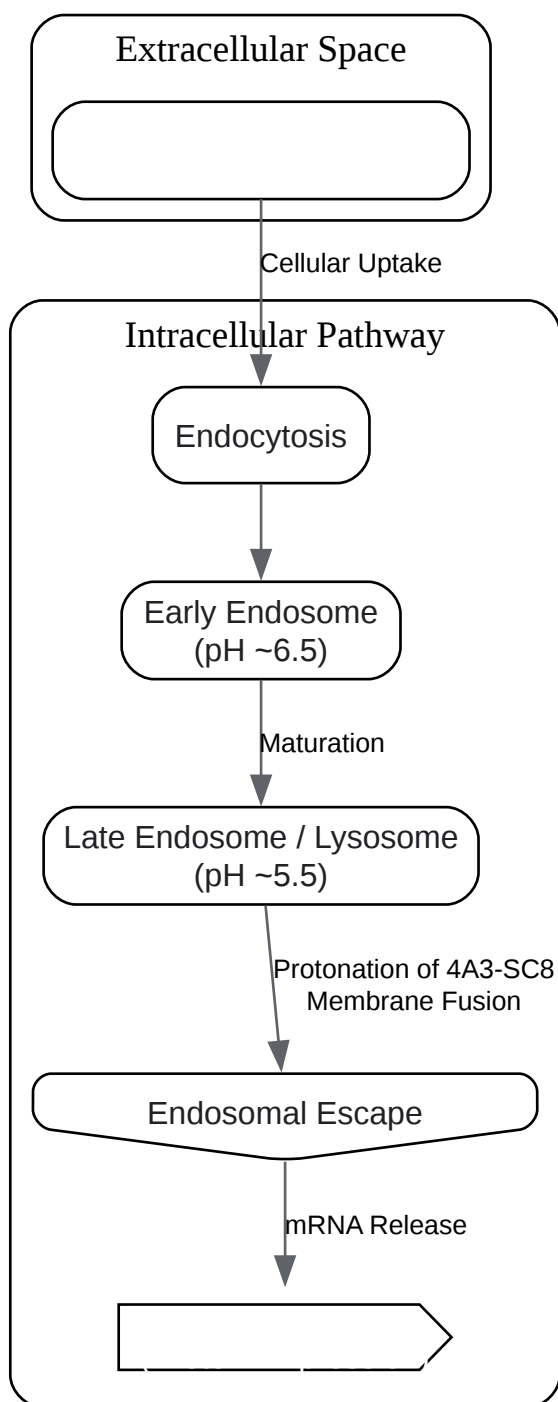 Extracellular Space
Cellular Uptake
Intracellular Pathway
Endocytosis
Early Endosome
(pH ~6.5)
Maturation
Late Endosome / Lysosome
(pH ~5.5)
Protonation of 4A3-SC8
Membrane Fusion
Endosomal Escape
mRNA Release